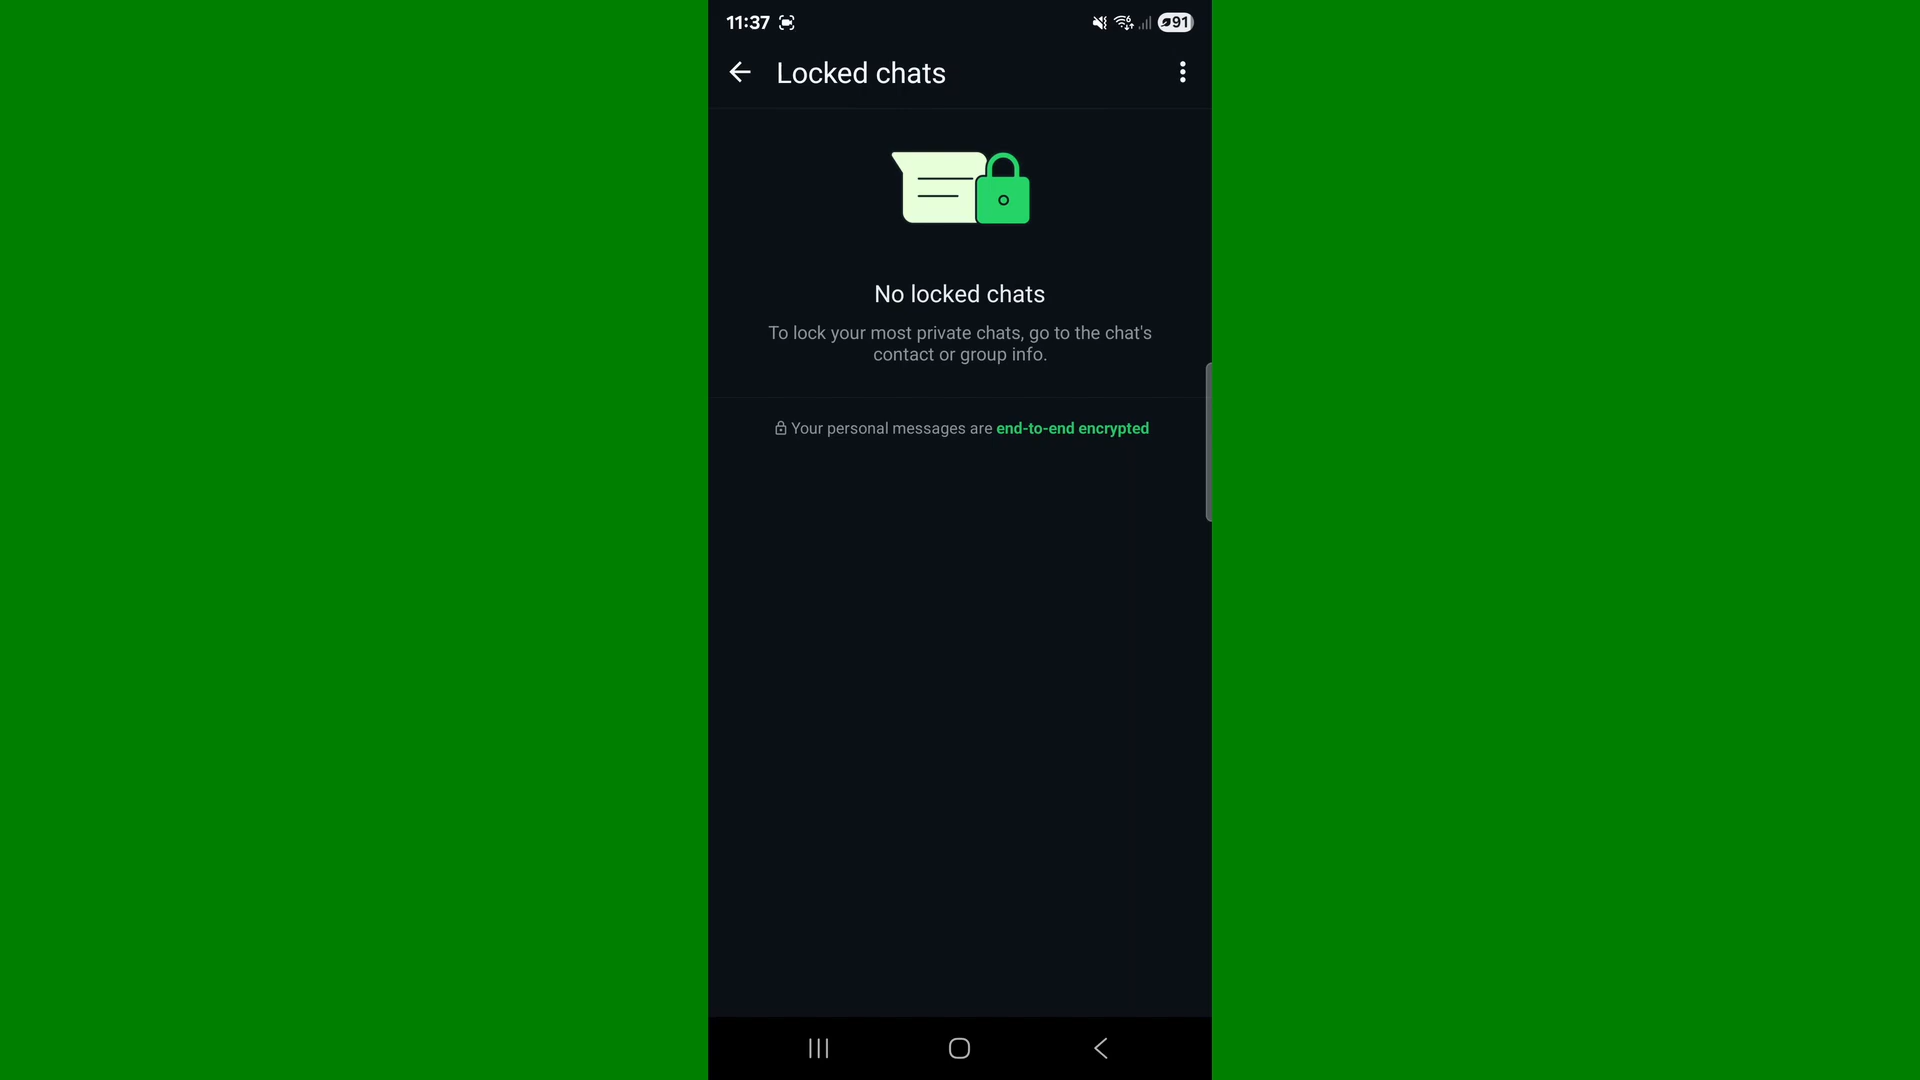 11:37
91
Locked chats
No locked chats
To lock your most private chats, go to the chat's
contact or group info.
Your personal messages are end-to-end encrypted